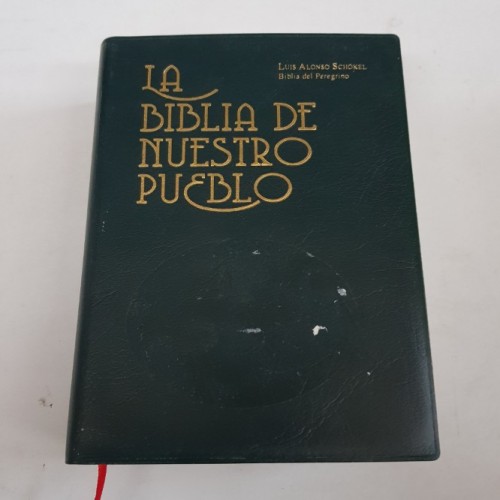 LA
BIBLIA DE
NUESTRO
PUEBLO
LUIS ALONSO SCHÖKEL
Biblia del Peregrino